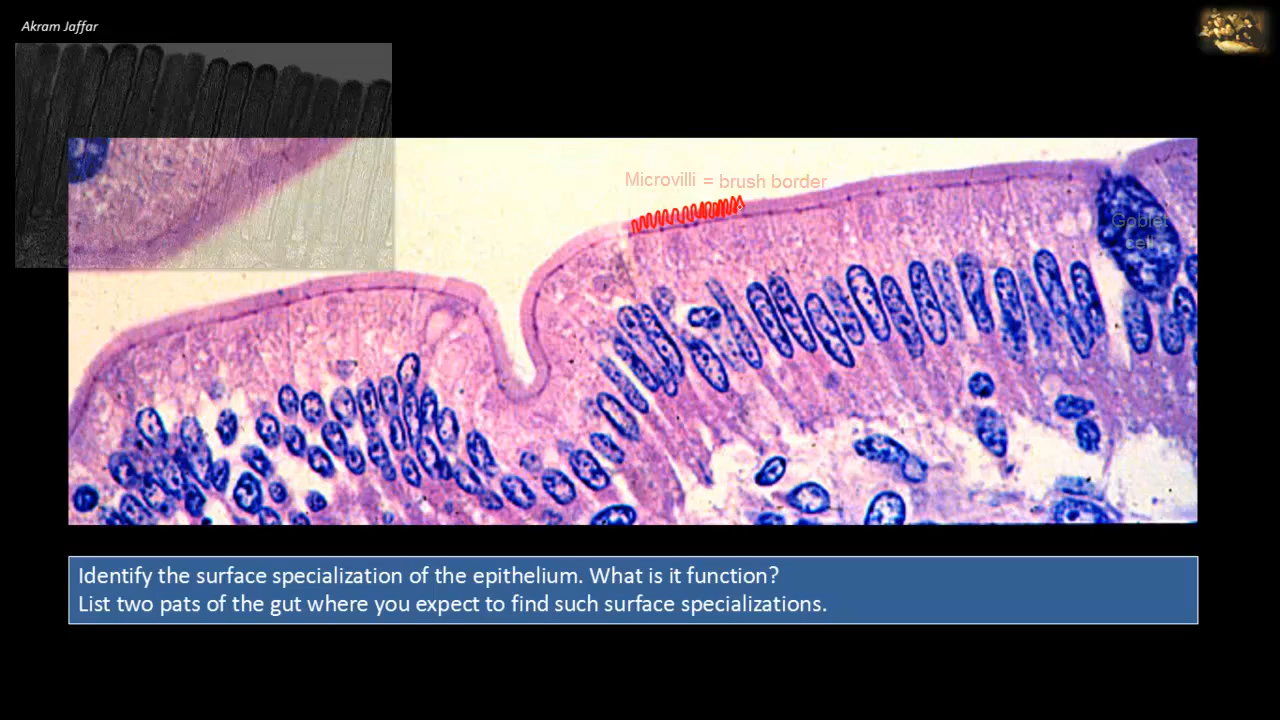 Akram Jaffar
Microvilli = brush border
Goblet
cell
Identify the surface specialization of the epithelium. What is it function?
List two pats of the gut where you expect to find such surface specializations.